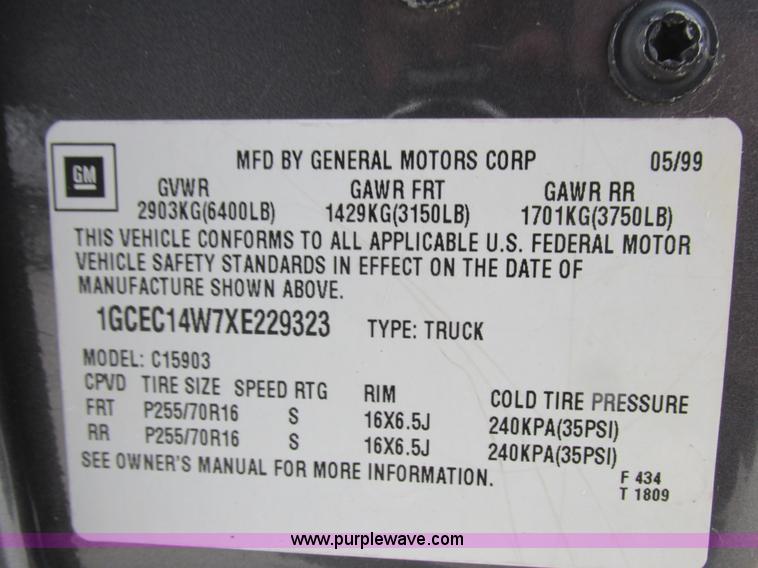 GM
MFD BY GENERAL MOTORS CORP 05/99
GVWR GAWR FRT GAWR RR
2903KG(6400LB) 1429KG(3150LB) 1701KG(3750LB)
THIS VEHICLE CONFORMS TO ALL APPLICABLE U.S. FEDERAL MOTOR
VEHICLE SAFETY STANDARDS IN EFFECT ON THE DATE OF
MANUFACTURE SHOWN ABOVE.
1GCEC14W7XE229323 TYPE: TRUCK
MODEL: C15903
CPVD TIRE SIZE SPEED RTG RIM COLD TIRE PRESSURE
FRT P255/70R16 S 16X6.5J 240KPA(35PSI)
RR P255/70R16 S 16X6.5J 240KPA(35PSI)
SEE OWNER'S MANUAL FOR MORE INFORMATION.
F 434
T 1809
www.purplewave.com